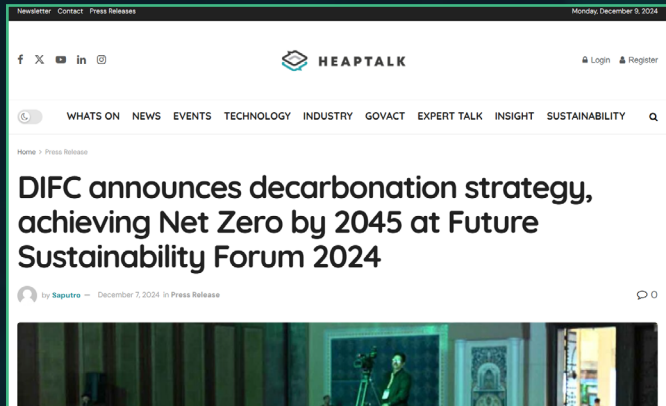 Newsletter Contact Press Releases Monday, December 9, 2024
HEAPTALK Login Register
WHATS ON NEWS EVENTS TECHNOLOGY INDUSTRY GOVACT EXPERT TALK INSIGHT SUSTAINABILITY
Home > Press Release
DIFC announces decarbonation strategy,
achieving Net Zero by 2045 at Future
Sustainability Forum 2024
by Saputro — December 7, 2024 in Press Release 0